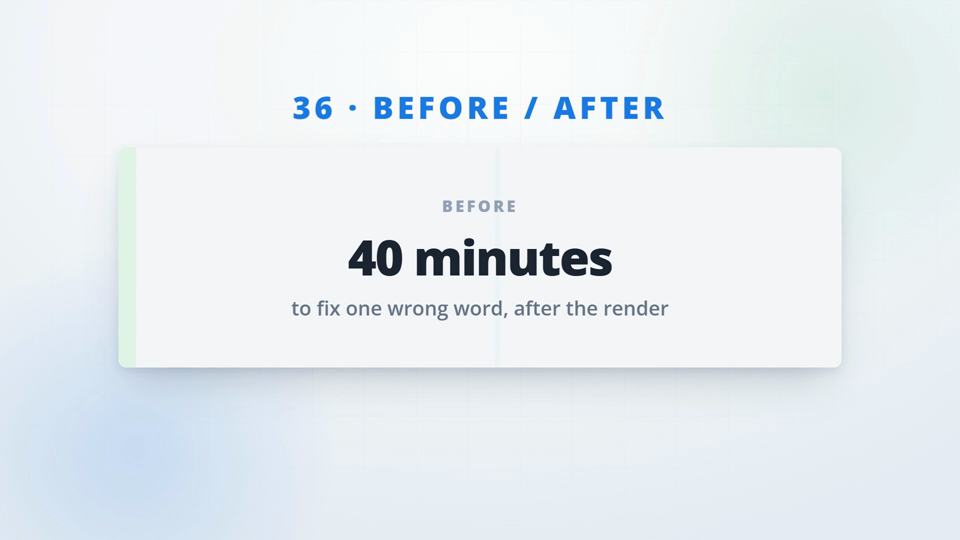 36 · BEFORE / AFTER
BEFORE
40 minutes
to fix one wrong word, after the render